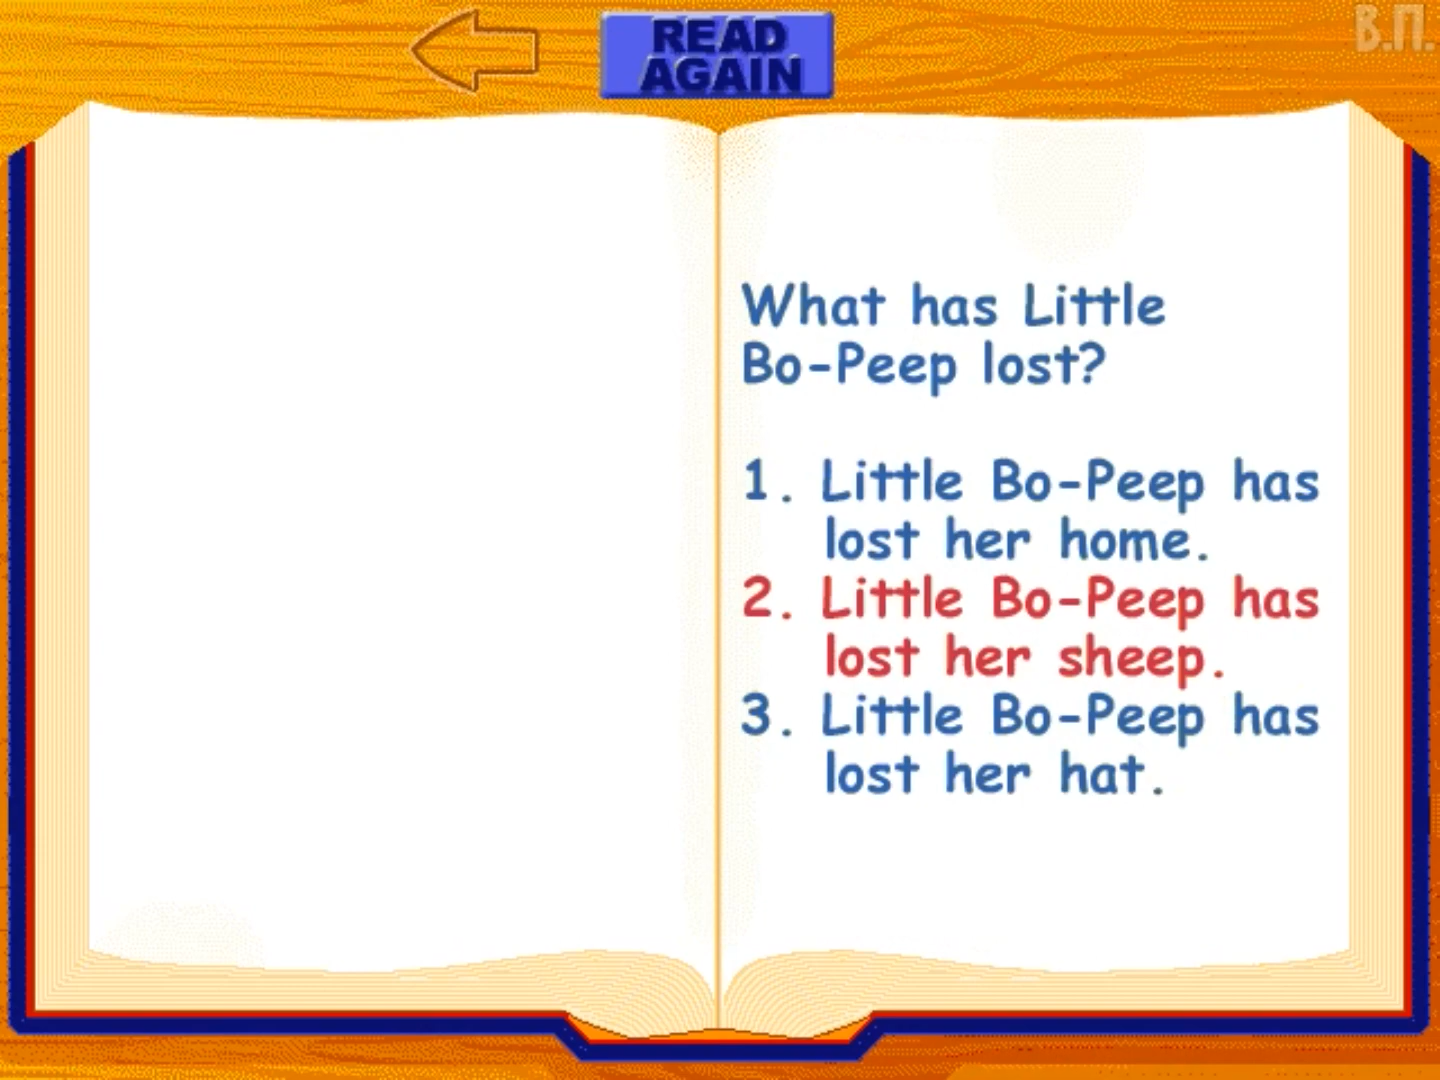 READ
AGAIN
В.П.
What has Little
Bo-Peep lost?
1. Little Bo-Peep has
lost her home.
2. Little Bo-Peep has
lost her sheep.
3. Little Bo-Peep has
lost her hat.